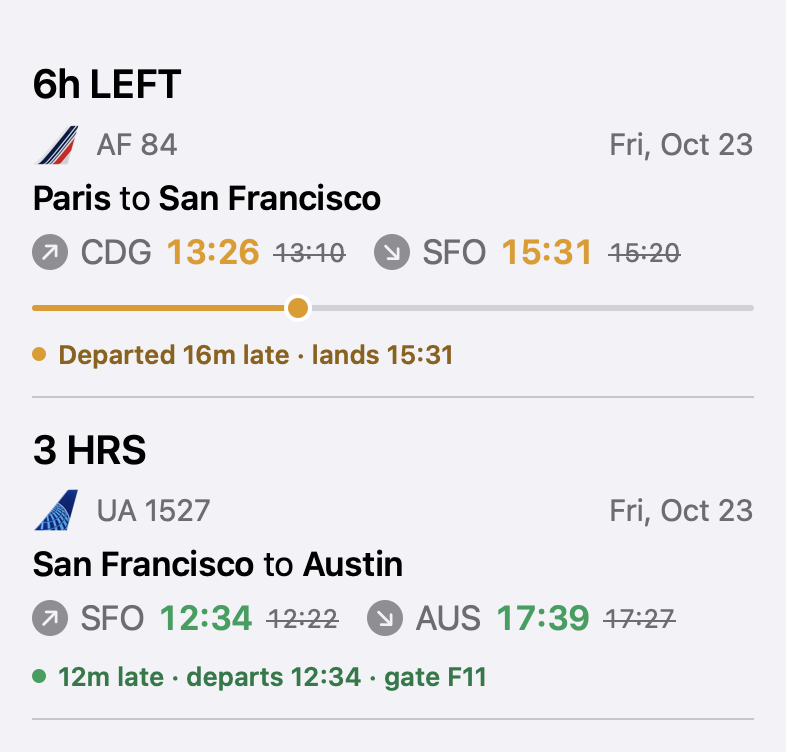 6h LEFT
AF 84 Fri, Oct 23
Paris to San Francisco
CDG 13:26 13:10 SFO 15:31 15:20
Departed 16m late · lands 15:31
3 HRS
UA 1527 Fri, Oct 23
San Francisco to Austin
SFO 12:34 12:22 AUS 17:39 17:27
12m late · departs 12:34 · gate F11